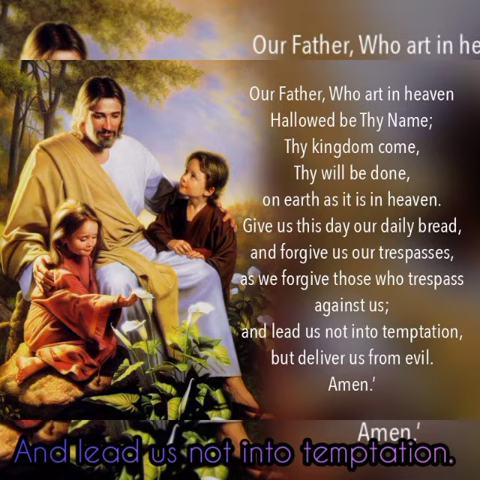 Our Father, Who art in he
Our Father, Who art in heaven
Hallowed be Thy Name;
Thy kingdom come,
Thy will be done,
on earth as it is in heaven.
Give us this day our daily bread,
and forgive us our trespasses,
as we forgive those who trespass
against us;
and lead us not into temptation,
but deliver us from evil.
Amen.'
Amen.'
And lead us not into temptation.